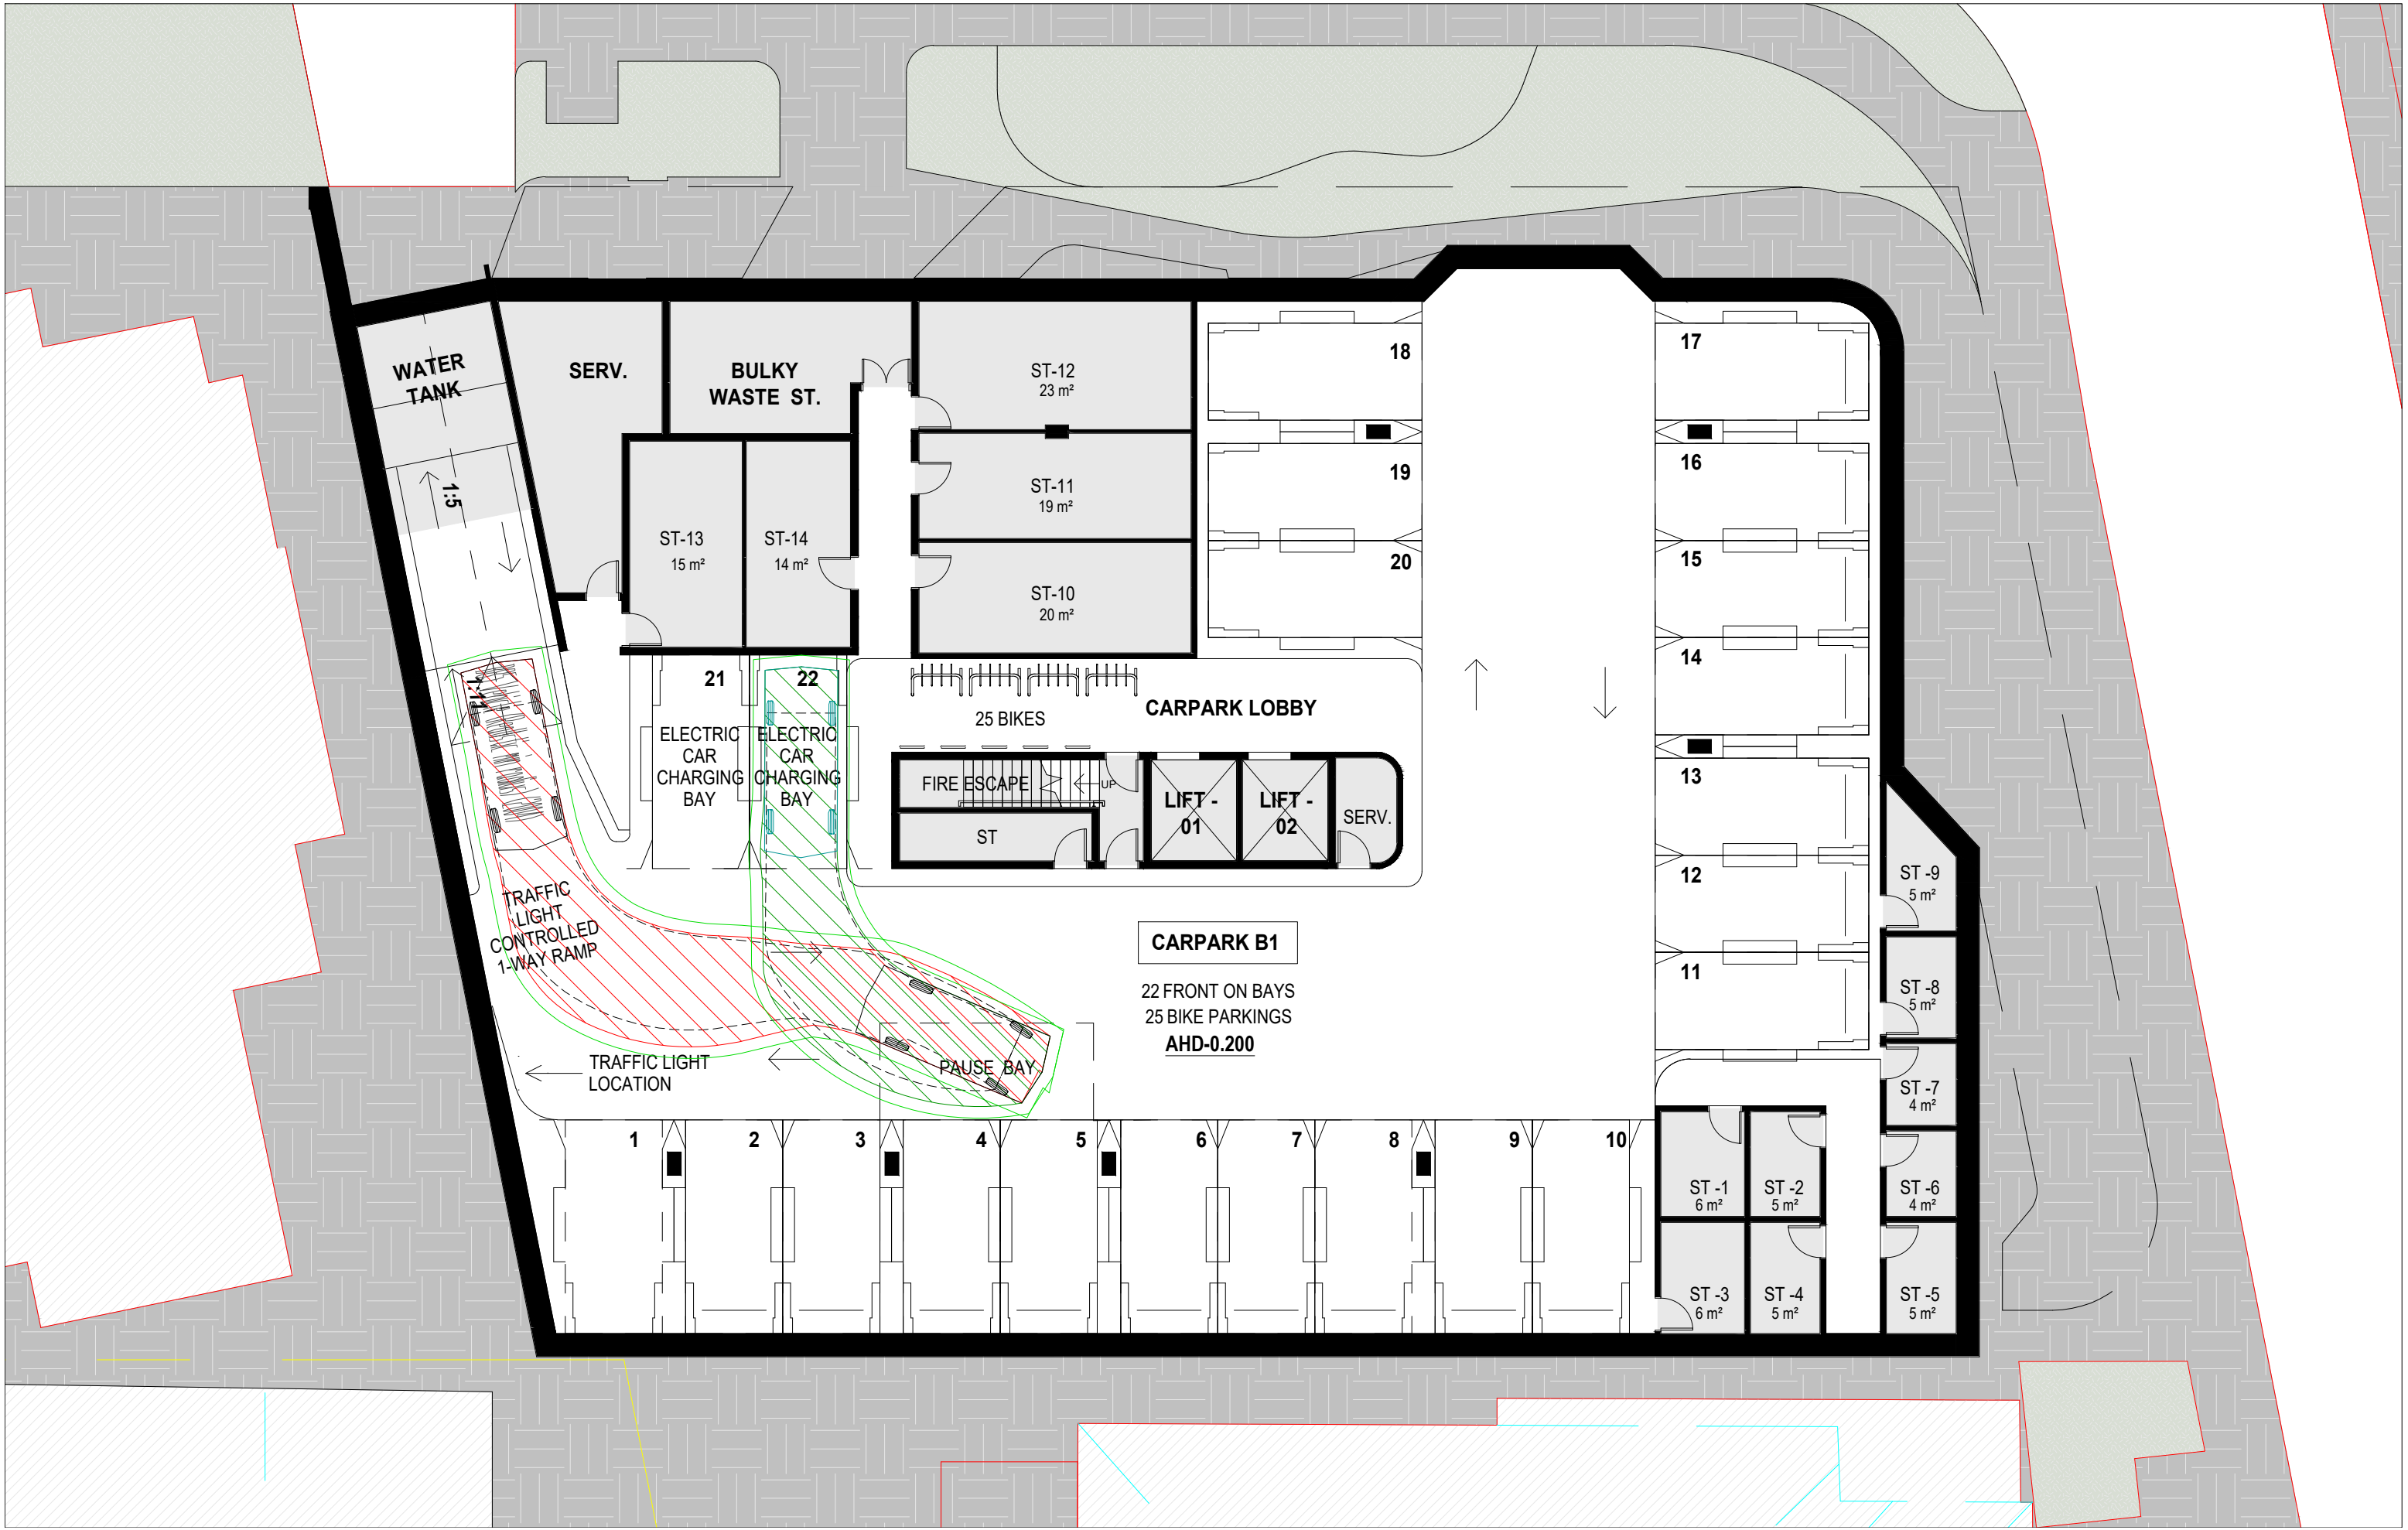 WATER
TANK
SERV.
BULKY
WASTE ST.
ST-12
23 m²
18
17
1:5
ST-11
19 m²
19
16
ST-13
15 m²
ST-14
14 m²
ST-10
20 m²
20
15
14
21
22
25 BIKES
CARPARK LOBBY
ELECTRIC
CAR
CHARGING
BAY
ELECTRIC
CAR
CHARGING
BAY
FIRE ESCAPE
UP
ST
LIFT -
01
LIFT -
02
SERV.
13
12
11
ST -9
5 m²
TRAFFIC
LIGHT
CONTROLLED
1-WAY RAMP
CARPARK B1
22 FRONT ON BAYS
25 BIKE PARKINGS
AHD-0.200
ST -8
5 m²
TRAFFIC LIGHT
LOCATION
PAUSE BAY
ST -7
4 m²
1
2
3
4
5
6
7
8
9
10
ST -1
6 m²
ST -2
5 m²
ST -6
4 m²
ST -3
6 m²
ST -4
5 m²
ST -5
5 m²